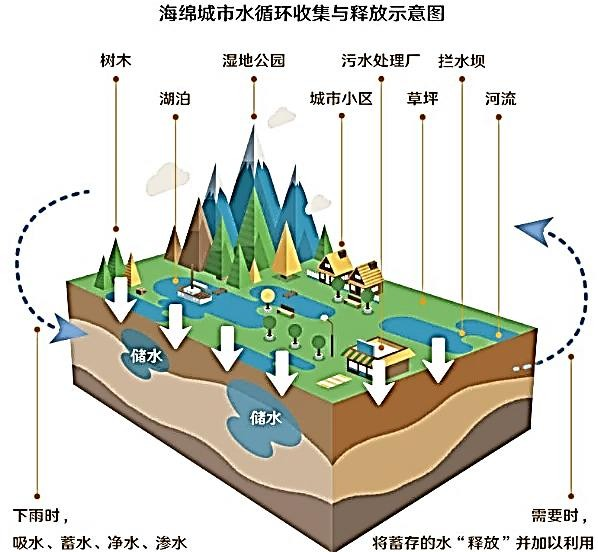 海绵城市水循环收集与释放示意图
树木
湿地公园
污水处理厂
拦水坝
湖泊
城市小区
草坪
河流
储水
储水
下雨时，
吸水、蓄水、净水、渗水
需要时，
将蓄存的水“释放”并加以利用